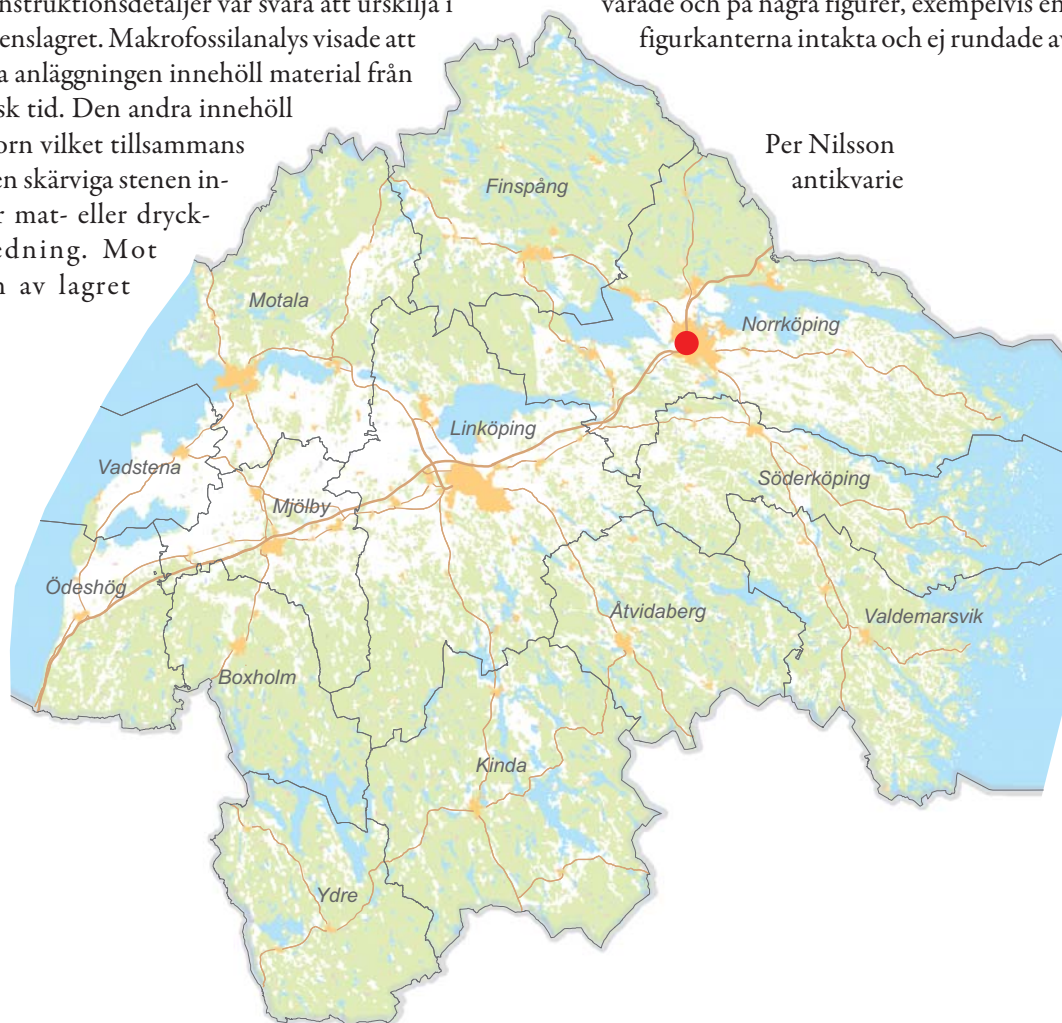 nstruktionsdetaljer var svåra att urskilja i
enslagret. Makrofossilanalys visade att
a anläggningen innehöll material från
sk tid. Den andra innehöll
orn vilket tillsammans
en skärviga stenen in-
r mat- eller dryck-
edning. Mot
n av lagret
varade och på några figurer, exempelvis en
figurkanterna intakta och ej rundade av
Per Nilsson
antikvarie
Finspång
Motala
Norrköping
Linköping
Vadstena
Söderköping
Mjölby
Ödeshög
Åtvidaberg
Valdemarsvik
Boxholm
Kinda
Ydre